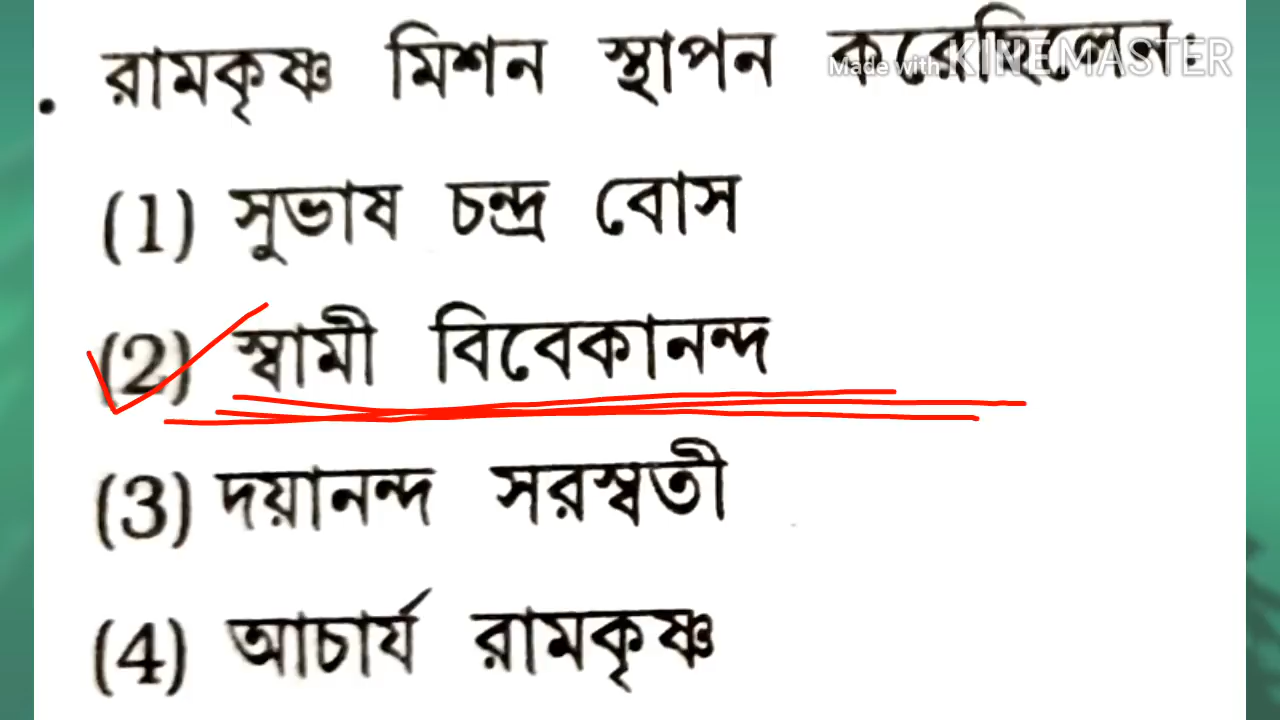 . রামকৃষ্ণ মিশন স্থাপন করেছিলেন:
Made with KINEMASTER
(1) সুভাষ চন্দ্র বোস
(2) স্বামী বিবেকানন্দ
(3) দয়ানন্দ সরস্বতী
(4) আচার্য রামকৃষ্ণ